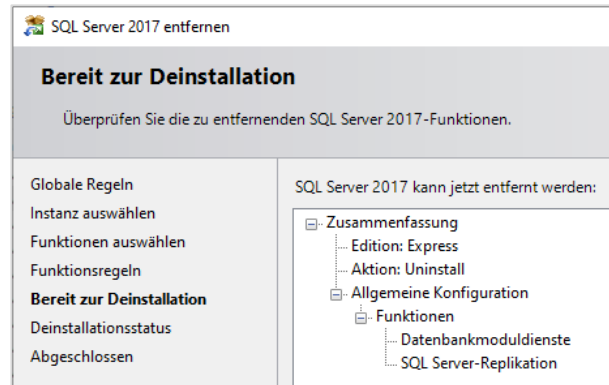 SQL Server 2017 entfernen
Bereit zur Deinstallation
Überprüfen Sie die zu entfernenden SQL Server 2017-Funktionen.
Globale Regeln
Instanz auswählen
Funktionen auswählen
Funktionsregeln
Bereit zur Deinstallation
Deinstallationsstatus
Abgeschlossen
SQL Server 2017 kann jetzt entfernt werden:
Zusammenfassung
Edition: Express
Aktion: Uninstall
Allgemeine Konfiguration
Funktionen
Datenbankmoduldienste
SQL Server-Replikation